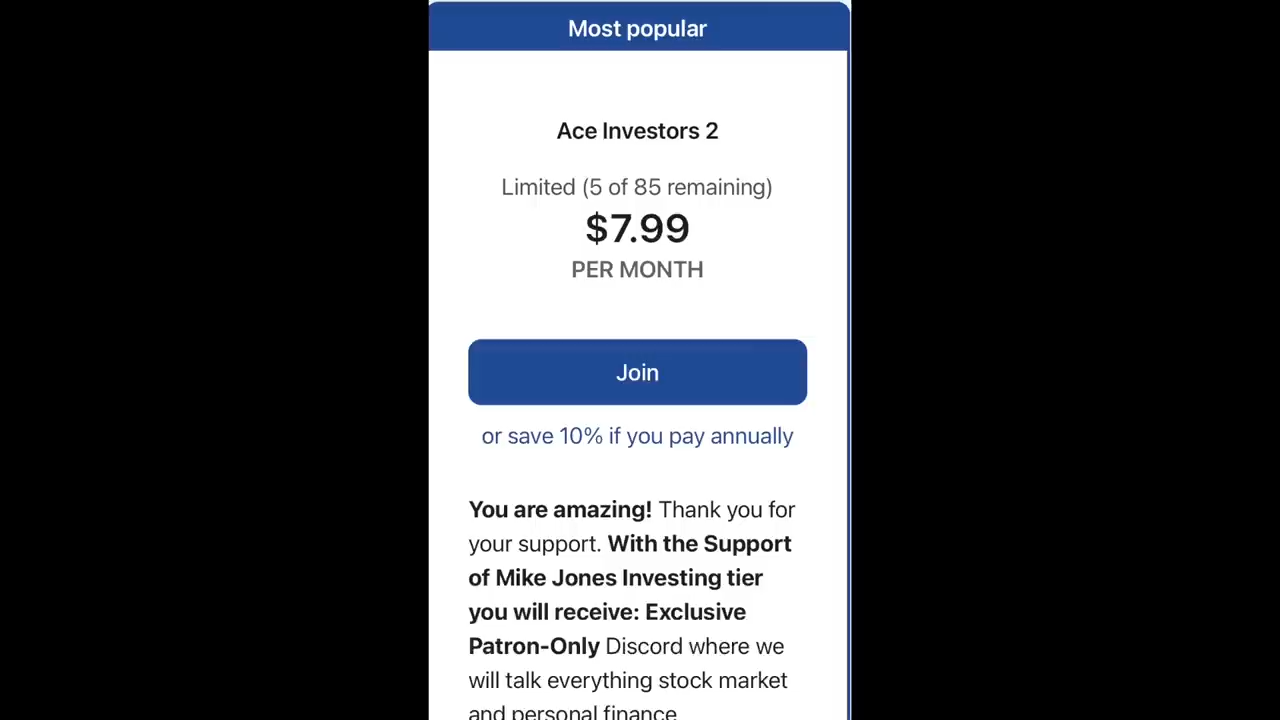 Most popular
Ace Investors 2
Limited (5 of 85 remaining)
$7.99
PER MONTH
Join
or save 10% if you pay annually
You are amazing! Thank you for
your support. With the Support
of Mike Jones Investing tier
you will receive: Exclusive
Patron-Only Discord where we
will talk everything stock market
and personal finance